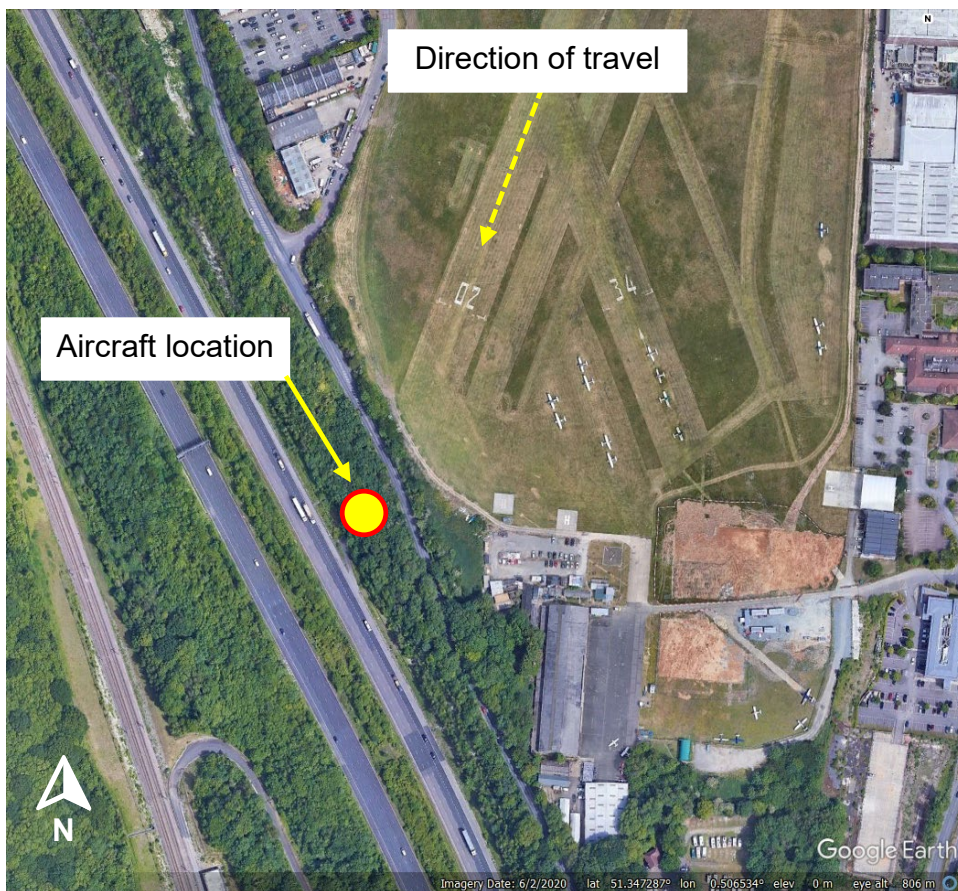 N
Direction of travel
02
34
Aircraft location
H
N
Google Earth
Imagery Date: 6/2/2020 lat 51.347287° lon 0.506534° elev 0 m eye alt 806 m